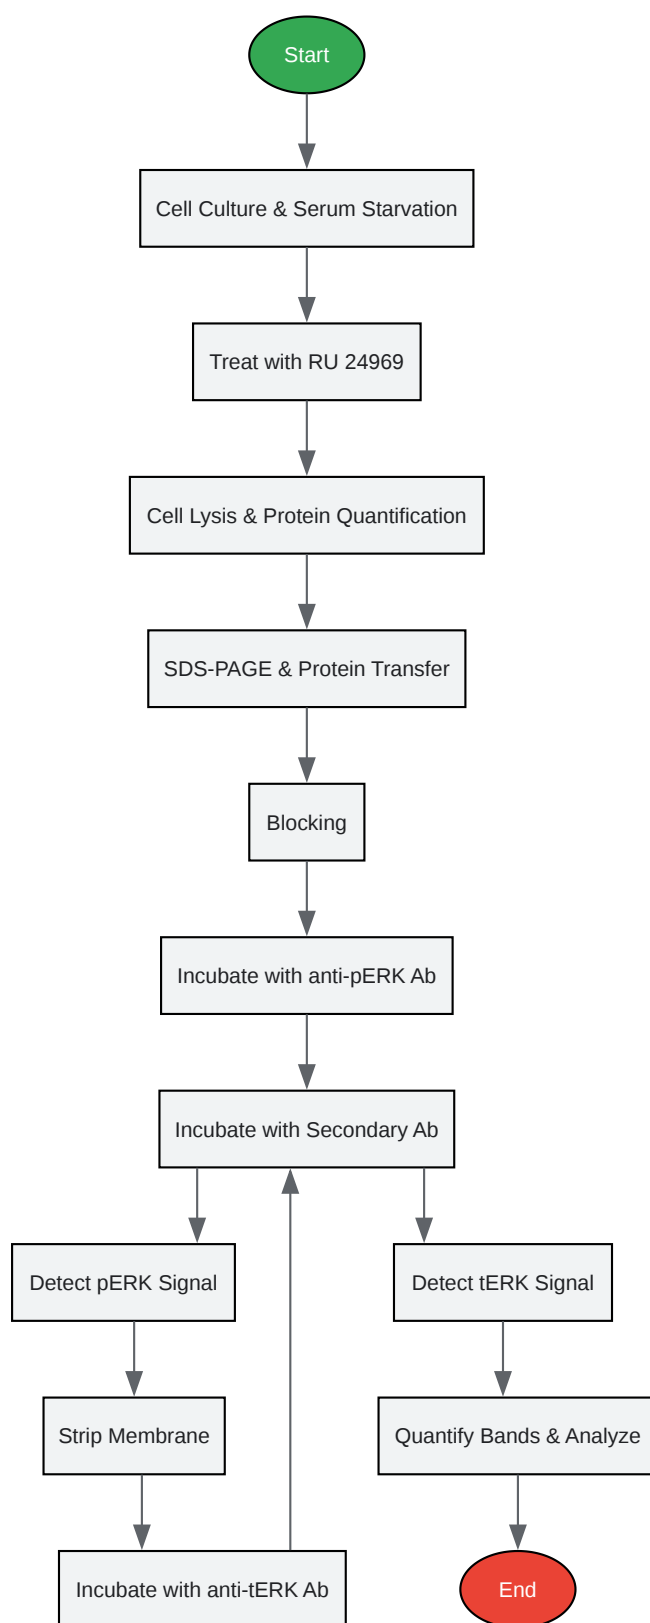 Start
Cell Culture & Serum Starvation
Treat with RU 24969
Cell Lysis & Protein Quantification
SDS-PAGE & Protein Transfer
Blocking
Incubate with anti-pERK Ab
Incubate with Secondary Ab
Detect pERK Signal
Detect tERK Signal
Strip Membrane
Quantify Bands & Analyze
Incubate with anti-tERK Ab
End